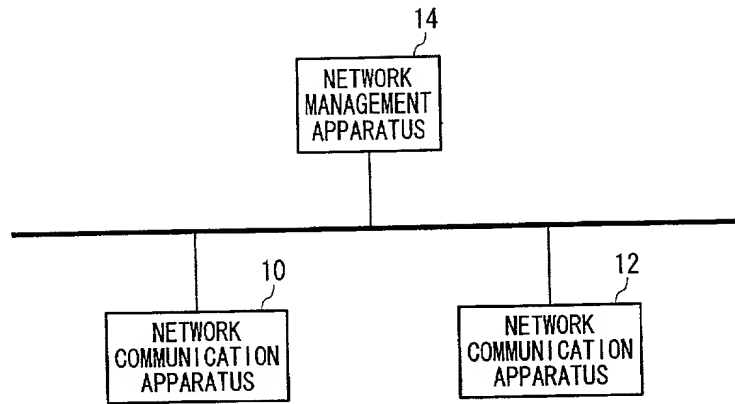 14
NETWORK
MANAGEMENT
APPARATUS
10
NETWORK
COMMUNICATION
APPARATUS
12
NETWORK
COMMUNICATION
APPARATUS